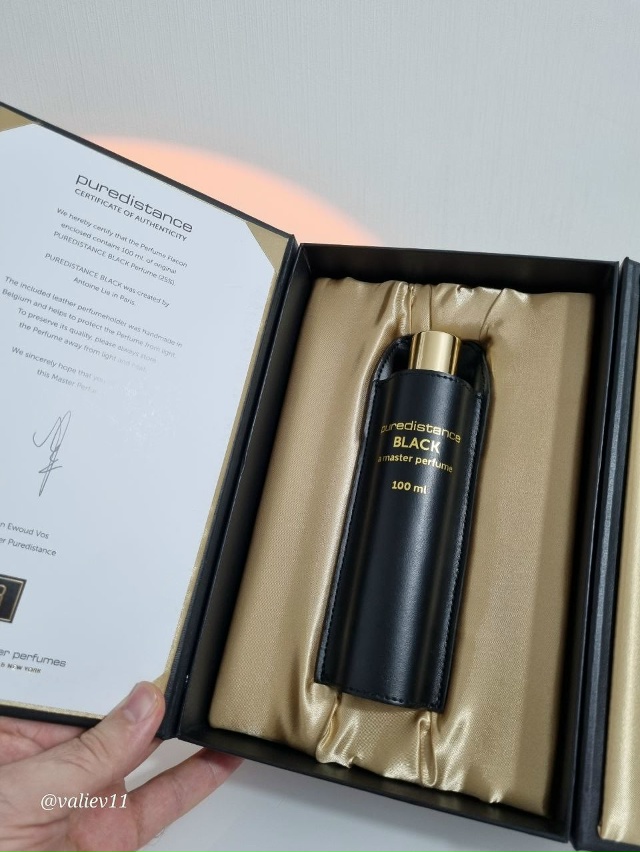 puredistance
CERTIFICATE OF AUTHENTICITY
We hereby certify that the Perfume Flacon
enclosed contains 100 ml. of original
PUREDISTANCE BLACK Perfume (25%).
PUREDISTANCE BLACK was created by
Antoine Lie in Paris.
The included leather perfumeholder was handmade in
Belgium and helps to protect the Perfume from light.
To preserve its quality, please always store
the Perfume away from light and
We sincerely hope that you
this Master
n Ewoud Vos
er Puredistance
er perfumes
& NEW YORK
puredistance
BLACK
a master perfume
100 ml
@valiev11